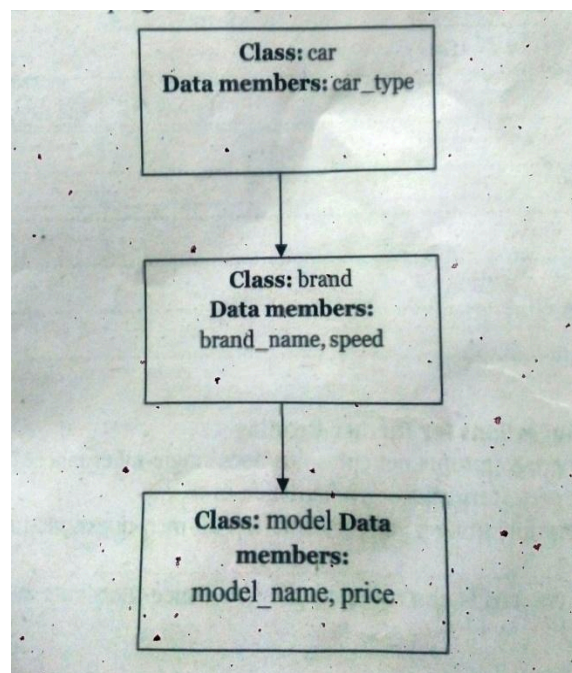 Class: car
Data members: car_type
Class: brand
Data members:
brand_name, speed
Class: model Data
members:
model_name, price